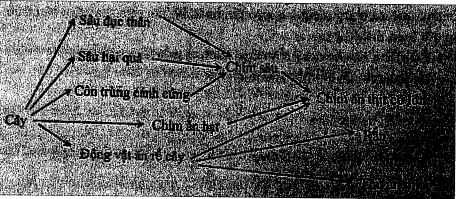 Sâu đục thân
Sâu hại quả
Chim sâu
Côn trùng cánh cứng
Chim ăn thịt cỡ lớn
Cây
Chim ăn hạt
Động vật ăn rễ cây